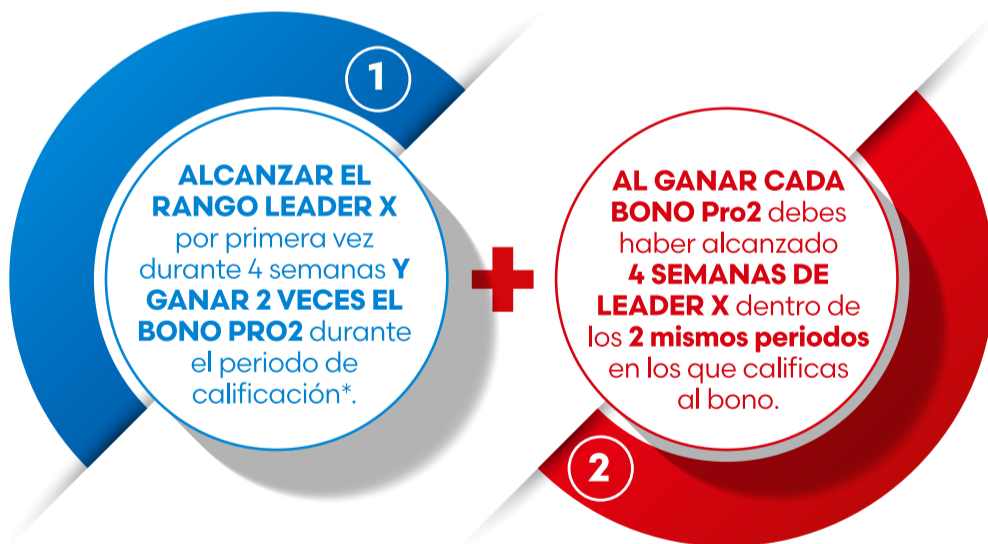 1
ALCANZAR EL
RANGO LEADER X
por primera vez
durante 4 semanas Y
GANAR 2 VECES EL
BONO PRO2 durante
el periodo de
calificación*.
+
AL GANAR CADA
BONO Pro2 debes
haber alcanzado
4 SEMANAS DE
LEADER X dentro de
los 2 mismos periodos
en los que calificas
al bono.
2